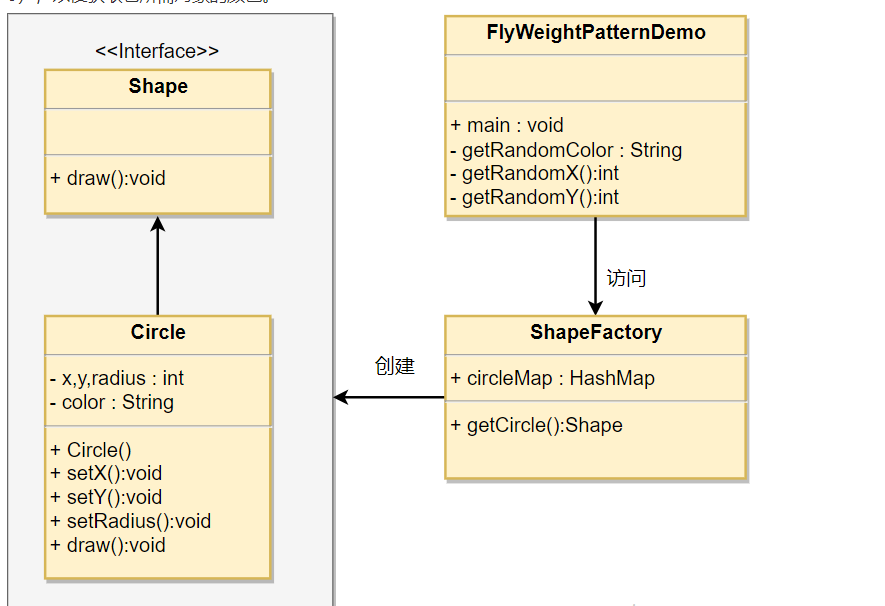 <<Interface>>
Shape
+ draw():void
Circle
- x,y,radius : int
- color : String
+ Circle()
+ setX():void
+ setY():void
+ setRadius():void
+ draw():void
FlyWeightPatternDemo
+ main : void
- getRandomColor : String
- getRandomX():int
- getRandomY():int
访问
ShapeFactory
+ circleMap : HashMap
+ getCircle():Shape
创建